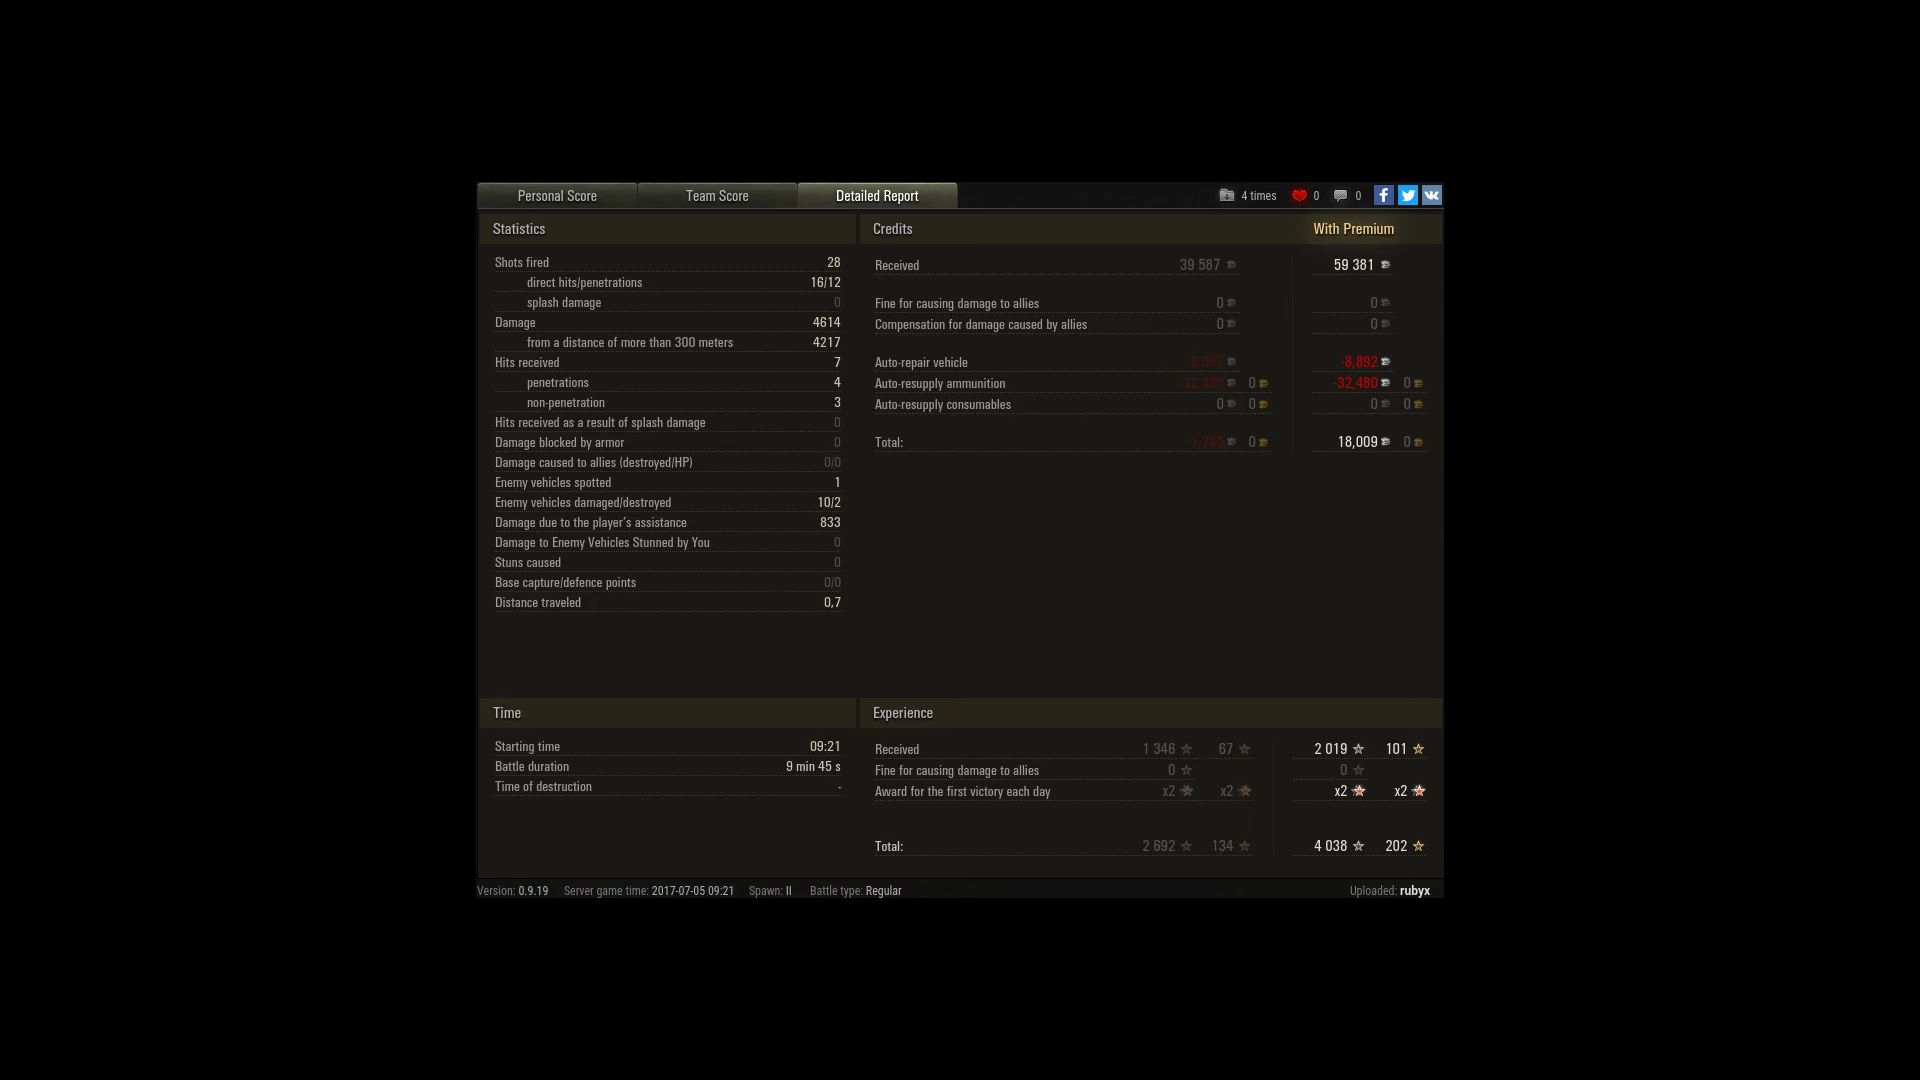 Personal Score Team Score Detailed Report 4 times 0 0
Statistics
Shots fired 28
direct hits/penetrations 16/12
splash damage 0
Damage 4614
from a distance of more than 300 meters 4217
Hits received 7
penetrations 4
non-penetration 3
Hits received as a result of splash damage 0
Damage blocked by armor 0
Damage caused to allies (destroyed/HP) 0/0
Enemy vehicles spotted 1
Enemy vehicles damaged/destroyed 10/2
Damage due to the player's assistance 833
Damage to Enemy Vehicles Stunned by You 0
Stuns caused 0
Base capture/defence points 0/0
Distance traveled 0,7
Credits With Premium
Received 39 587 59 381
Fine for causing damage to allies 0 0
Compensation for damage caused by allies 0 0
Auto-repair vehicle -8,892 -8,892
Auto-resupply ammunition -32,480 0 -32,480 0
Auto-resupply consumables 0 0 0 0
Total: -1,785 0 18,009 0
Time
Starting time 09:21
Battle duration 9 min 45 s
Time of destruction -
Experience
Received 1 346 67 2 019 101
Fine for causing damage to allies 0 0
Award for the first victory each day x2 x2 x2 x2
Total: 2 692 134 4 038 202
Version: 0.9.19 Server game time: 2017-07-05 09:21 Spawn: II Battle type: Regular Uploaded: rubyx